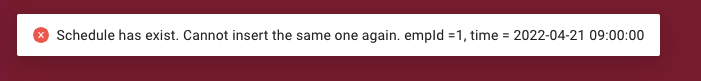 Schedule has exist. Cannot insert the same one again. empId =1, time = 2022-04-21 09:00:00